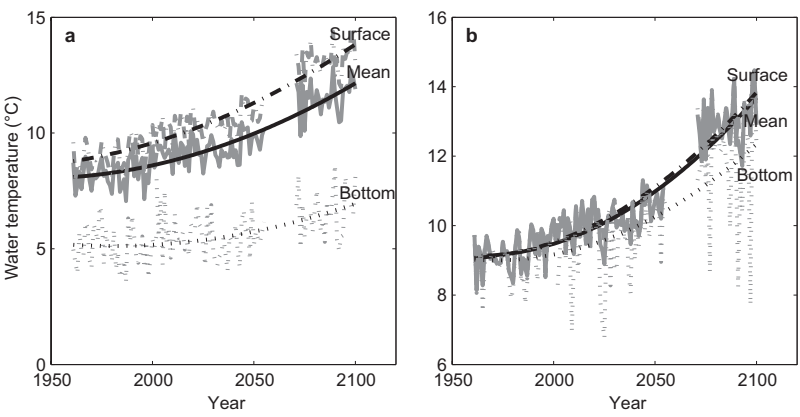 a
Surface
Mean
Bottom
Water temperature (°C)
15
10
5
0
1950
2000
2050
2100
Year
b
Surface
Mean
Bottom
16
14
12
10
8
6
1950
2000
2050
2100
Year